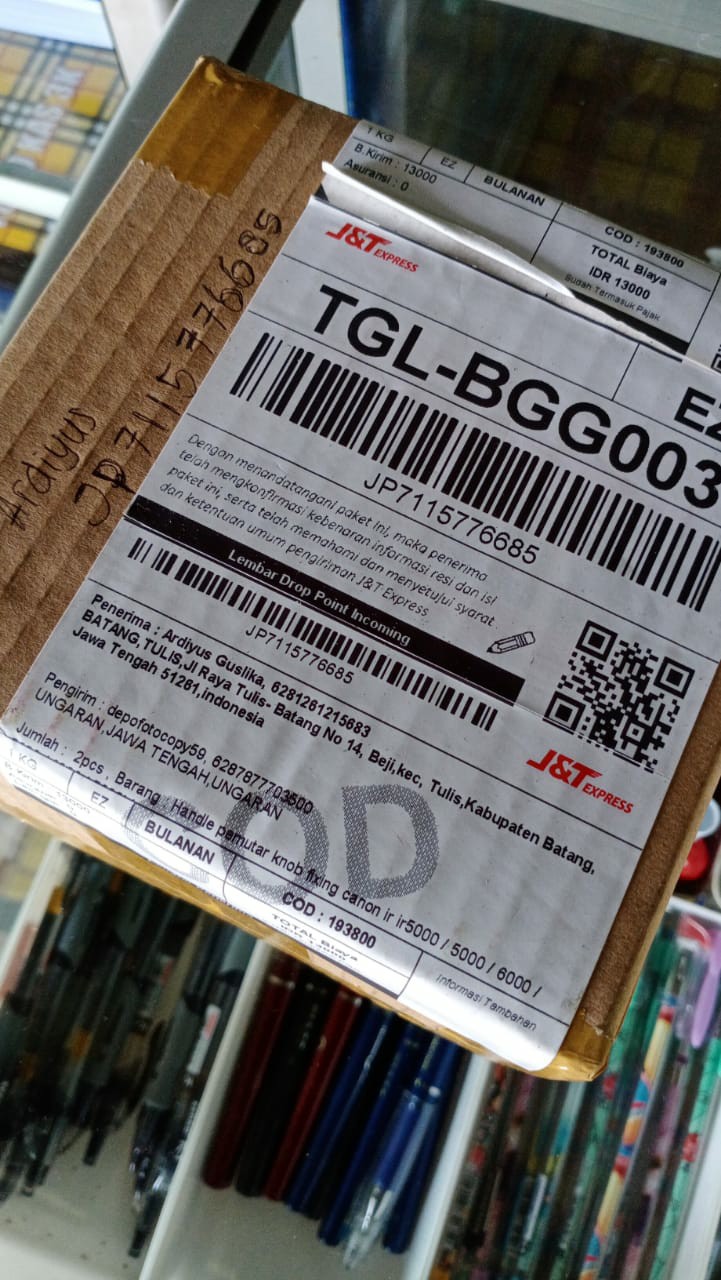 1 KG
EZ
BULANAN
B.Kirim : 13000
Asuransi : 0
COD : 193800
TOTAL Biaya
IDR 13000
Sudah Termasuk Pajak
J&T EXPRESS
TGL-BGG003
EZ
JP7115776685
Dengan menandatangani paket ini, maka penerima
telah mengkonfirmasi kebenaran informasi resi dan isi
paket ini, serta telah memahami dan menyetujui syarat
dan ketentuan umum pengiriman J&T Express
Lembar Drop Point Incoming
JP7115776685
Penerima : Ardiyus Guslika, 6281261215683
BATANG,TULIS,Jl Raya Tulis- Batang No 14, Beji,kec, Tulis,Kabupaten Batang,
Jawa Tengah 51261,indonesia
J&T EXPRESS
Pengirim : depofotocopy59, 6287877703500
UNGARAN,JAWA TENGAH,UNGARAN
Jumlah : 2pcs , Barang : Handle pemutar knob fixing canon ir ir5000 / 5000 / 6000 /
COD
1 KG
EZ
BULANAN
COD : 193800
B.Kirim : 13000
TOTAL Biaya
Informasi Tambahan
Ardiyus
JP7115776685